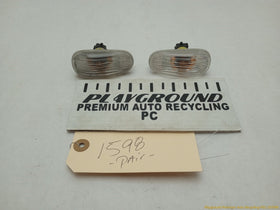 PLAYGROUND
PREMIUM AUTO RECYCLING
PC
1598
-PAIR-